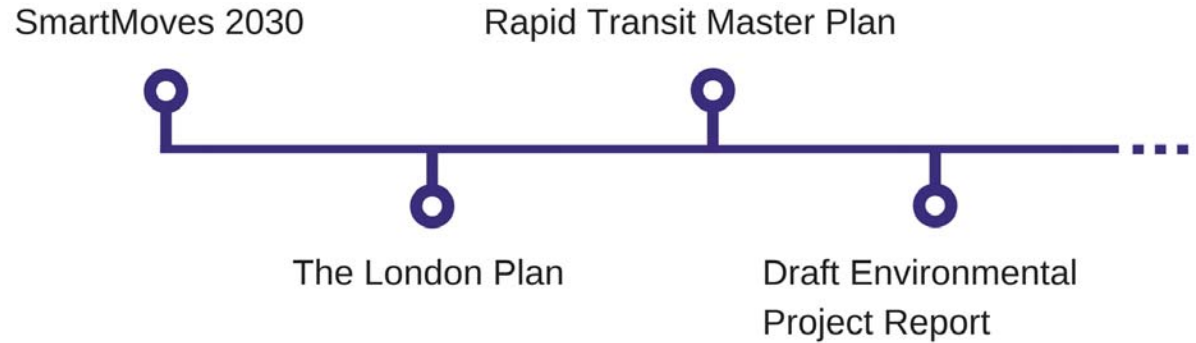 SmartMoves 2030
Rapid Transit Master Plan
The London Plan
Draft Environmental
Project Report